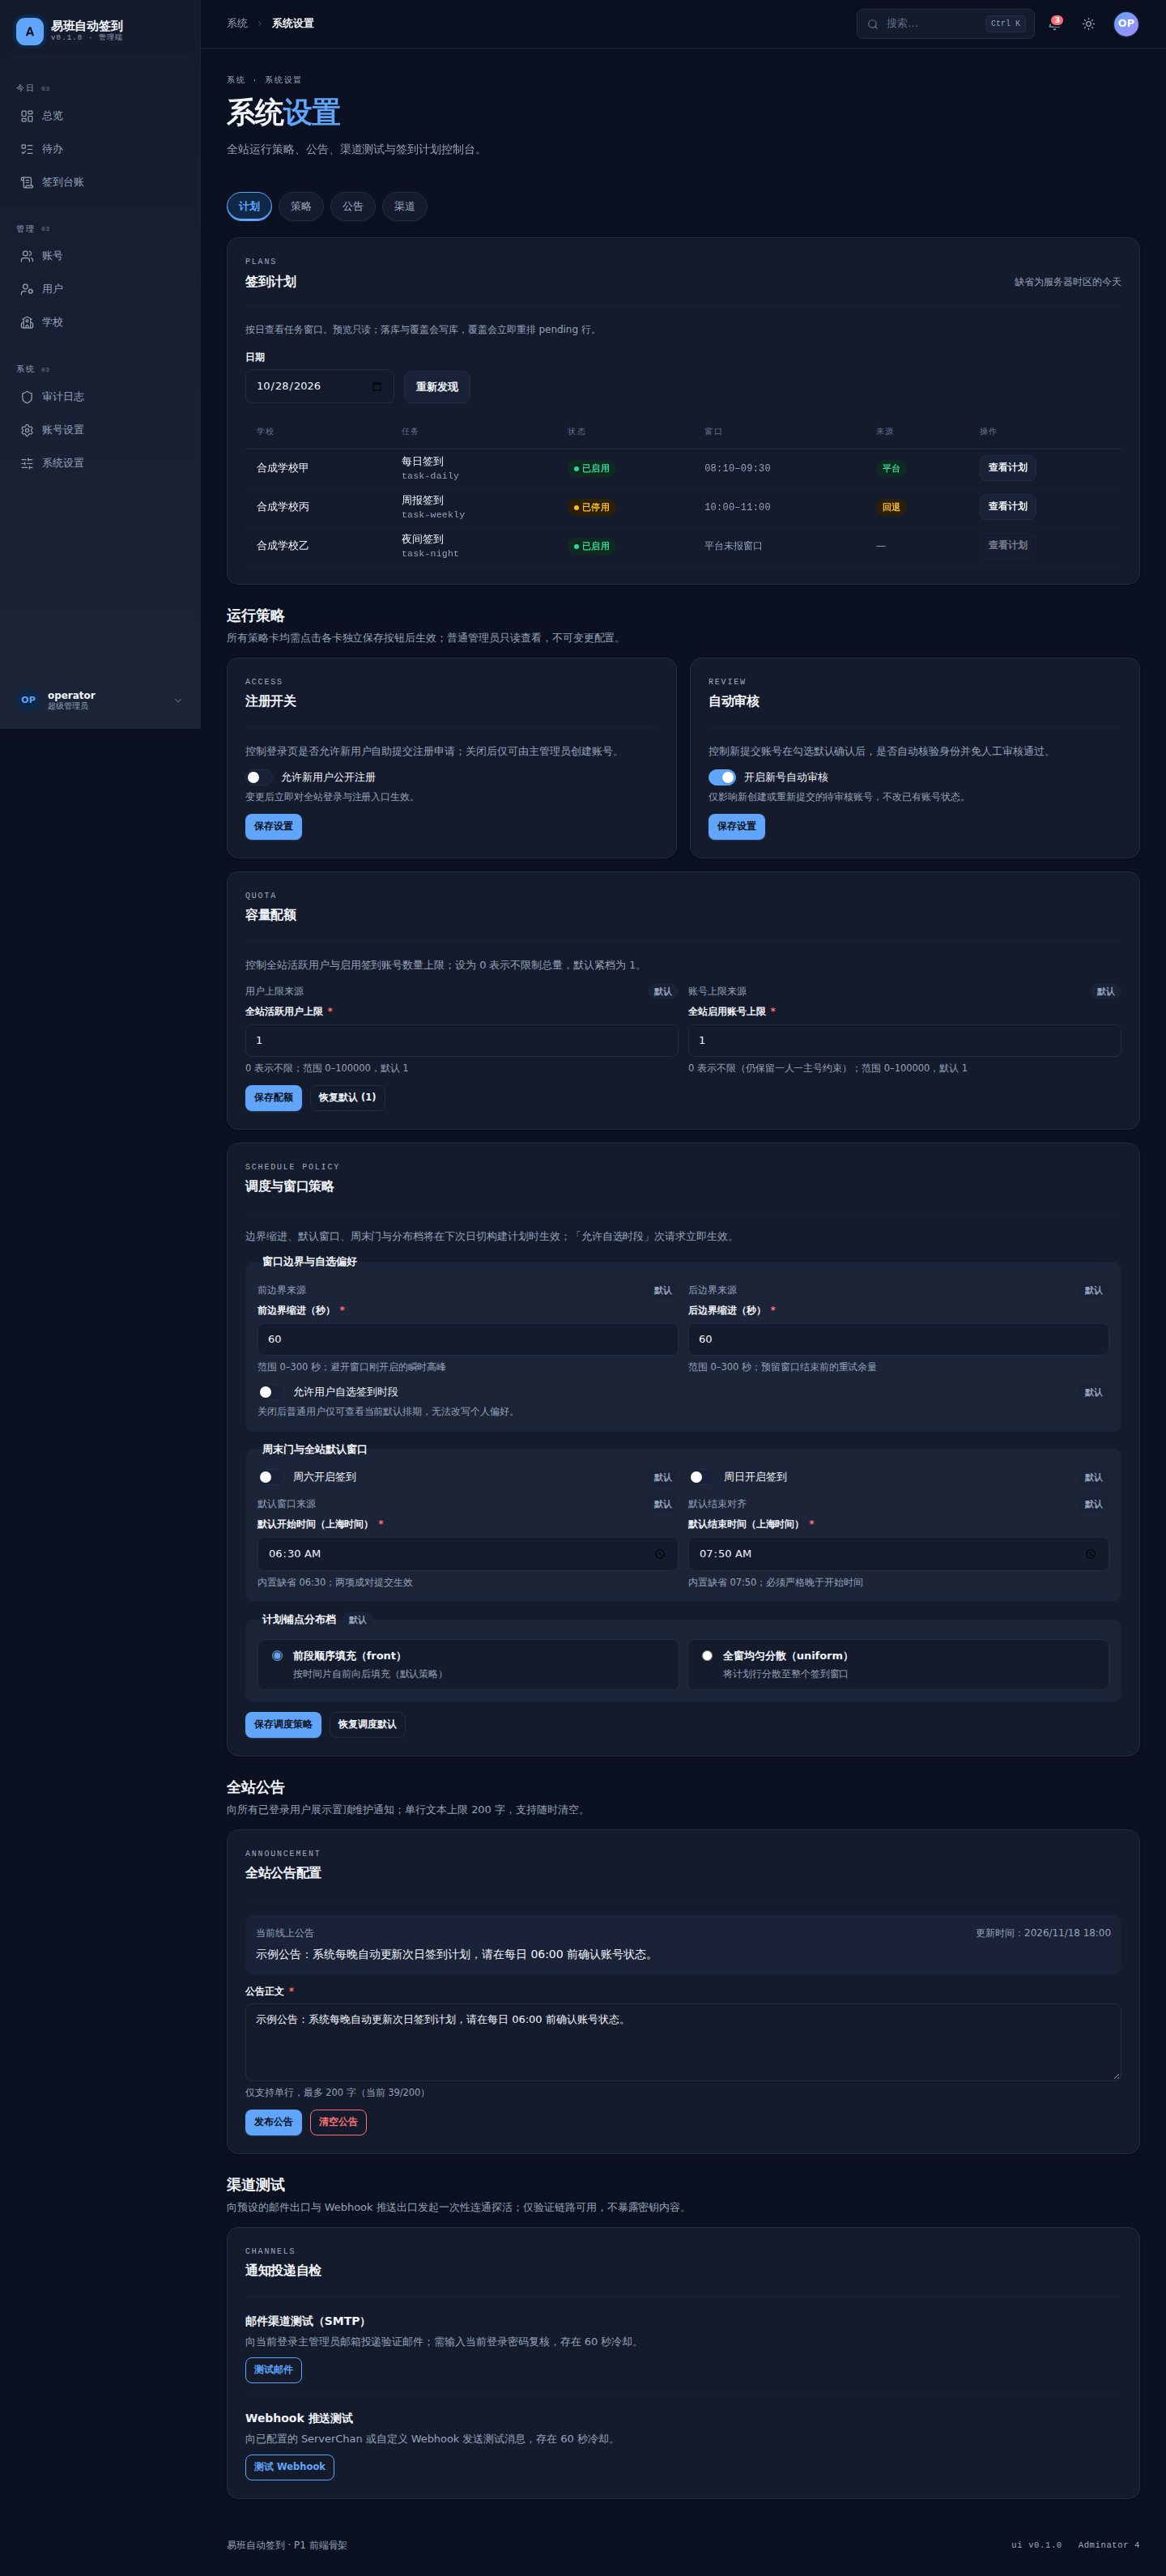 A
易班自动签到
v0.1.0 · 管理端
今日 03
总览
待办
签到台账
管理 03
账号
用户
学校
系统 03
审计日志
账号设置
系统设置
OP
operator
超级管理员
系统 › 系统设置
搜索… Ctrl K
3
OP
系统 · 系统设置
系统设置
全站运行策略、公告、渠道测试与签到计划控制台。
计划 策略 公告 渠道
PLANS
签到计划
缺省为服务器时区的今天
按日查看任务窗口。预览只读；落库与覆盖会写库，覆盖会立即重排 pending 行。
日期
10/28/2026
重新发现
学校 任务 状态 窗口 来源 操作
合成学校甲 每日签到 已启用 08:10–09:30 平台 查看计划
task-daily
合成学校丙 周报签到 已停用 10:00–11:00 回退 查看计划
task-weekly
合成学校乙 夜间签到 已启用 平台未报窗口 — 查看计划
task-night
运行策略
所有策略卡均需点击各卡独立保存按钮后生效；普通管理员只读查看，不可变更配置。
ACCESS
注册开关
控制登录页是否允许新用户自助提交注册申请；关闭后仅可由主管理员创建账号。
允许新用户公开注册
变更后立即对全站登录与注册入口生效。
保存设置
REVIEW
自动审核
控制新提交账号在勾选默认确认后，是否自动核验身份并免人工审核通过。
开启新号自动审核
仅影响新创建或重新提交的待审核账号，不改已有账号状态。
保存设置
QUOTA
容量配额
控制全站活跃用户与启用签到账号数量上限；设为 0 表示不限制总量，默认紧档为 1。
用户上限来源 默认
全站活跃用户上限 *
1
0 表示不限；范围 0–100000，默认 1
账号上限来源 默认
全站启用账号上限 *
1
0 表示不限（仍保留一人一主号约束）；范围 0–100000，默认 1
保存配额 恢复默认 (1)
SCHEDULE POLICY
调度与窗口策略
边界缩进、默认窗口、周末门与分布档将在下次日切构建计划时生效；「允许自选时段」次请求立即生效。
窗口边界与自选偏好
前边界来源 默认
前边界缩进（秒） *
60
范围 0–300 秒；避开窗口刚开启的瞬时高峰
后边界来源 默认
后边界缩进（秒） *
60
范围 0–300 秒；预留窗口结束前的重试余量
允许用户自选签到时段 默认
关闭后普通用户仅可查看当前默认排期，无法改写个人偏好。
周末门与全站默认窗口
周六开启签到 默认
周日开启签到 默认
默认窗口来源 默认
默认开始时间（上海时间） *
06:30 AM
内置缺省 06:30；两项成对提交生效
默认结束对齐 默认
默认结束时间（上海时间） *
07:50 AM
内置缺省 07:50；必须严格晚于开始时间
计划铺点分布档 默认
前段顺序填充（front）
按时间片自前向后填充（默认策略）
全窗均匀分散（uniform）
将计划行分散至整个签到窗口
保存调度策略 恢复调度默认
全站公告
向所有已登录用户展示置顶维护通知；单行文本上限 200 字，支持随时清空。
ANNOUNCEMENT
全站公告配置
当前线上公告 更新时间：2026/11/18 18:00
示例公告：系统每晚自动更新次日签到计划，请在每日 06:00 前确认账号状态。
公告正文 *
示例公告：系统每晚自动更新次日签到计划，请在每日 06:00 前确认账号状态。
仅支持单行，最多 200 字（当前 39/200）
发布公告 清空公告
渠道测试
向预设的邮件出口与 Webhook 推送出口发起一次性连通探活；仅验证链路可用，不暴露密钥内容。
CHANNELS
通知投递自检
邮件渠道测试（SMTP）
向当前登录主管理员邮箱投递验证邮件；需输入当前登录密码复核，存在 60 秒冷却。
测试邮件
Webhook 推送测试
向已配置的 ServerChan 或自定义 Webhook 发送测试消息，存在 60 秒冷却。
测试 Webhook
易班自动签到 · P1 前端骨架
ui v0.1.0 Adminator 4